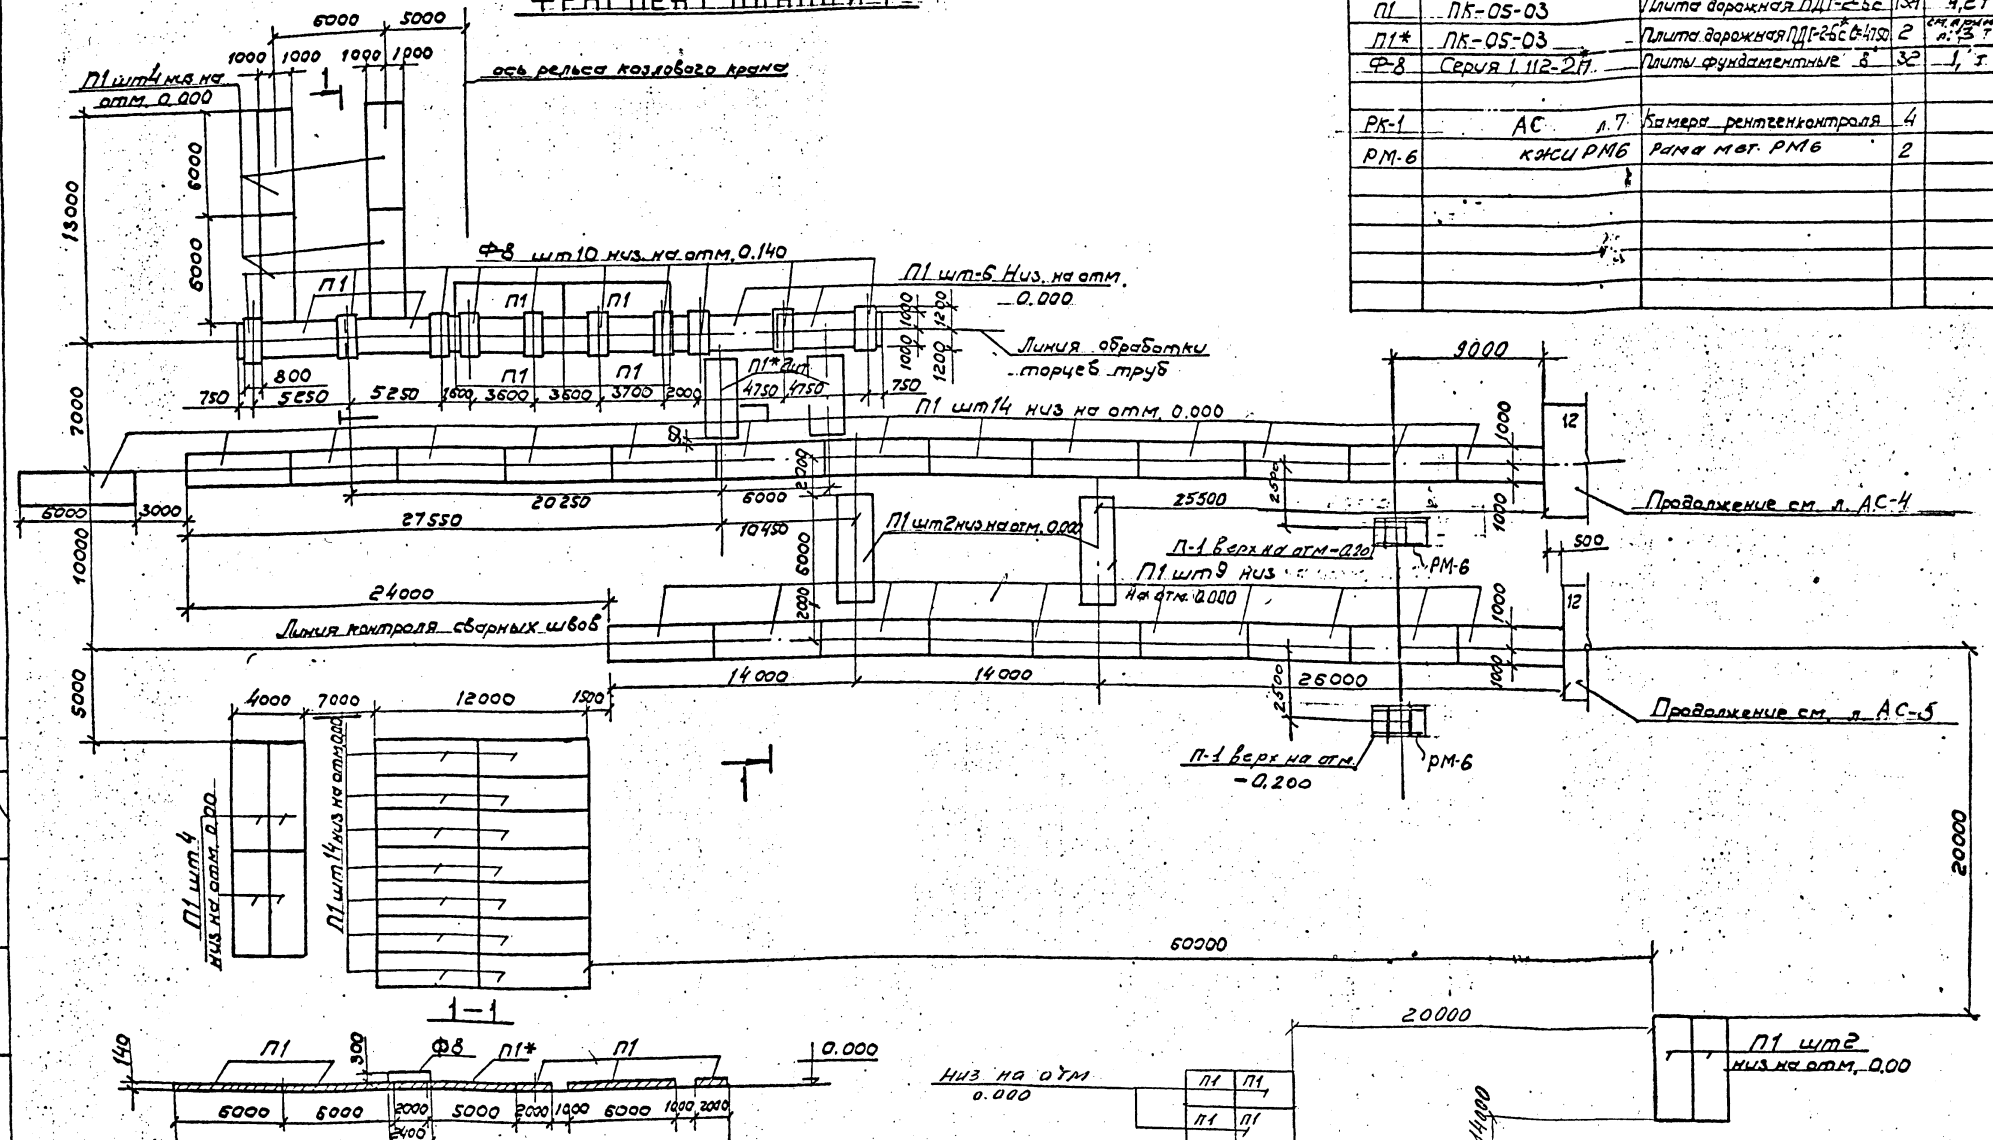 П1 ПК-05-03 Плита дорожная
П1* ПК-05-03 Плита дорожная 2
Ф-8 Серия 1.112-2 Плиты фундаментные 8 32
РК-1 АС л.7 Камера рентгенконтроля 4
РМ-6 КЖИ РМ6 Рама мет. РМ6 2
6000 5000
1000 1000 1000 1000
П1 шт4 низ на
отм. 0.000
1
ось рельса козлового крана
13000
6000
6000
7000
10000
5000
Ф-8 шт10 низ. на отм. 0.140
П1 шт-6 Низ. на отм.
0.000
П1 П1 П1
1000 1200
1000 1200
Линия обработки
торцев труб
П1 П1
П1* 2шт
800
750 5250 5250 1600 3600 3600 3700 2000 4750 4750 750
9000
П1 шт14 низ на отм. 0.000
1000
12
50
2000
20250 6000
25500
2500
1000
6000 3000
27550
10450
Продолжение см. л. АС-4
П1 шт2 низ на отм. 0.000
П-1 верх на отм-0.20
РМ-6
500
6000
П1 шт9 низ
на отм. 0.000
24000
2000
1000
12
Линия контроля сварных швов
14000 14000 26000
2500
1000
Продолжение см. л. АС-5
4000 7000 12000 1500
П-1 верх на отм.
-0.200
РМ-6
1
П1 шт 4
низ на отм. 0.00
П1 шт 14 низ на отм 0.00
20000
60000
1-1
20000
140
П1
300
Ф8 П1* П1
0.000
6000 6000 2000 5000 2000 1000 6000 1000 2000
2400
Низ на отм
0.000
П1 П1
П1 П1
14000
П1 шт2
низ на отм. 0.00